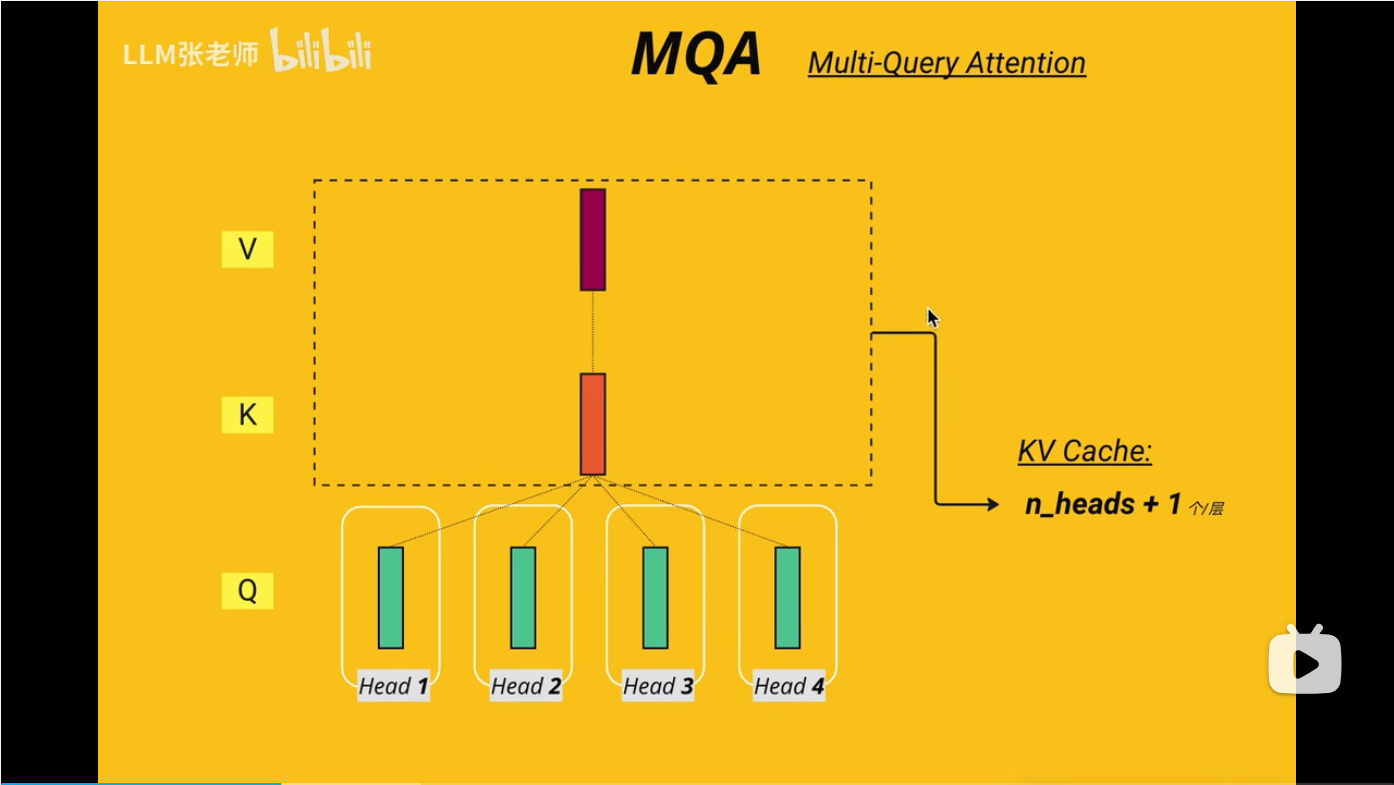 LLM张老师 bilibili
MQA Multi-Query Attention
V
K
KV Cache:
n_heads + 1 个/层
Q
Head 1 Head 2 Head 3 Head 4